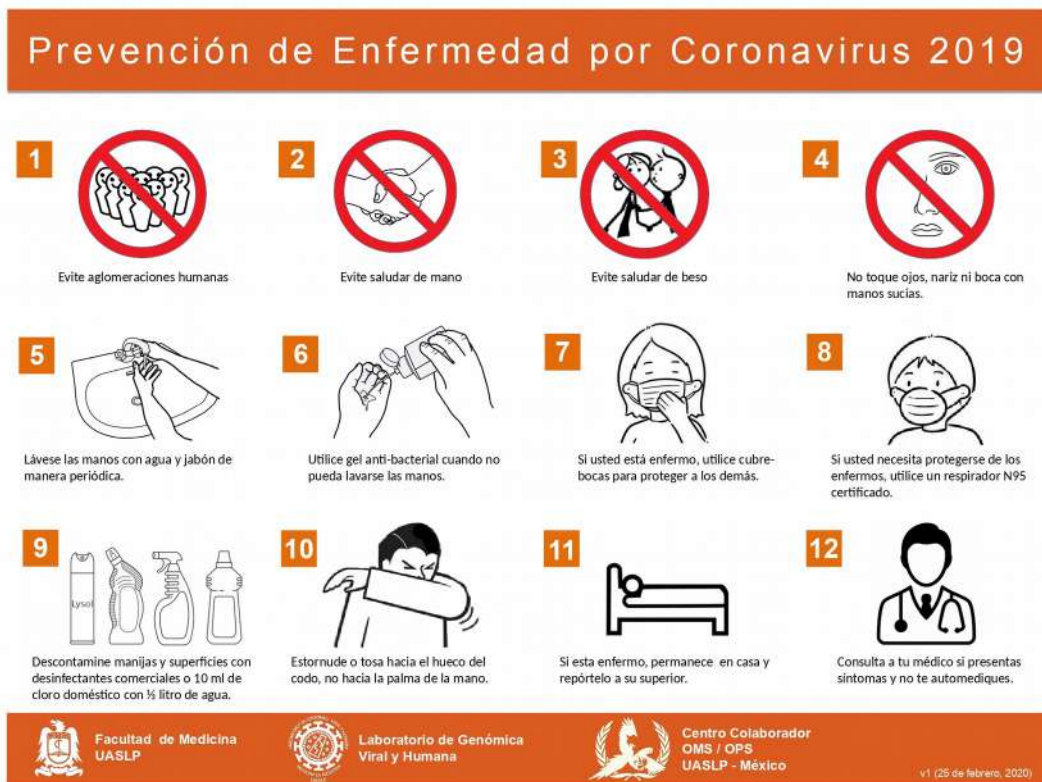 Prevención de Enfermedad por Coronavirus 2019
1
Evite aglomeraciones humanas
2
Evite saludar de mano
3
Evite saludar de beso
4
No toque ojos, nariz ni boca con
manos sucias.
5
Lávese las manos con agua y jabón de
manera periódica.
6
Utilice gel anti-bacterial cuando no
pueda lavarse las manos.
7
Si usted está enfermo, utilice cubre-
bocas para proteger a los demás.
8
Si usted necesita protegerse de los
enfermos, utilice un respirador N95
certificado.
9
Lysol
Descontamine manijas y superficies con
desinfectantes comerciales o 10 ml de
cloro doméstico con ½ litro de agua.
10
Estornude o tosa hacia el hueco del
codo, no hacia la palma de la mano.
11
Si esta enfermo, permanece en casa y
repórtelo a su superior.
12
Consulta a tu médico si presentas
síntomas y no te automediques.
Facultad de Medicina
UASLP
Laboratorio de Genómica
Viral y Humana
Centro Colaborador
OMS / OPS
UASLP - México
v1 (25 de febrero, 2020)